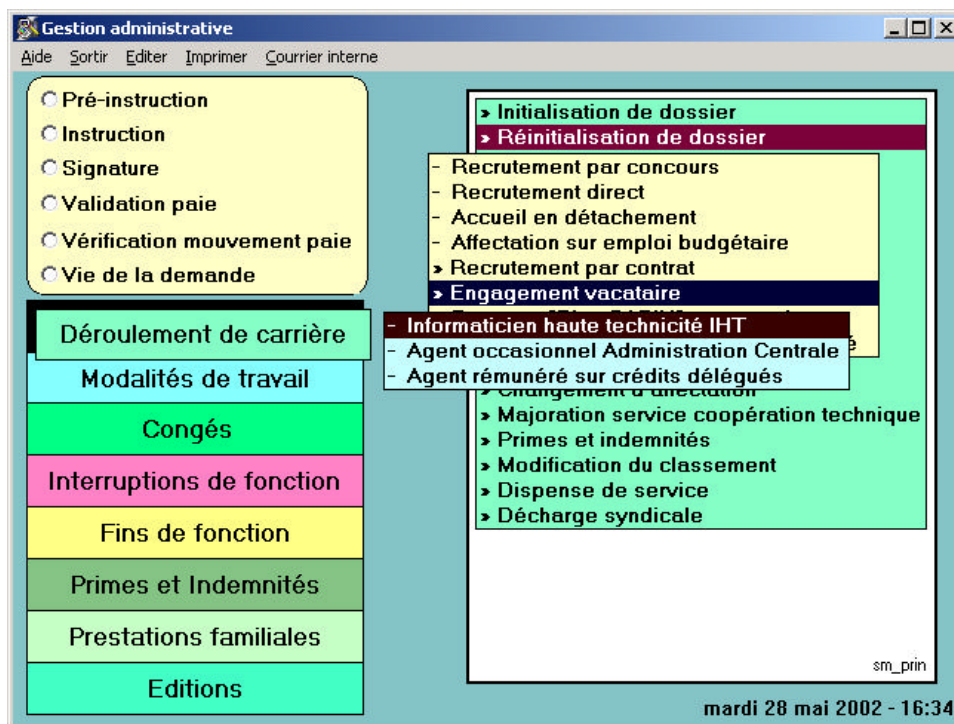 Gestion administrative
Aide Sortir Editer Imprimer Courrier interne
Pré-instruction
Instruction
Signature
Validation paie
Vérification mouvement paie
Vie de la demande
Déroulement de carrière
Modalités de travail
Congés
Interruptions de fonction
Fins de fonction
Primes et Indemnités
Prestations familiales
Editions
» Initialisation de dossier
» Réinitialisation de dossier
- Recrutement par concours
- Recrutement direct
- Accueil en détachement
- Affectation sur emploi budgétaire
» Recrutement par contrat
» Engagement vacataire
- Informaticien haute technicité IHT
- Agent occasionnel Administration Centrale
- Agent rémunéré sur crédits délégués
» Changement d'affectation
» Majoration service coopération technique
» Primes et indemnités
» Modification du classement
» Dispense de service
» Décharge syndicale
sm_prin
mardi 28 mai 2002 - 16:34